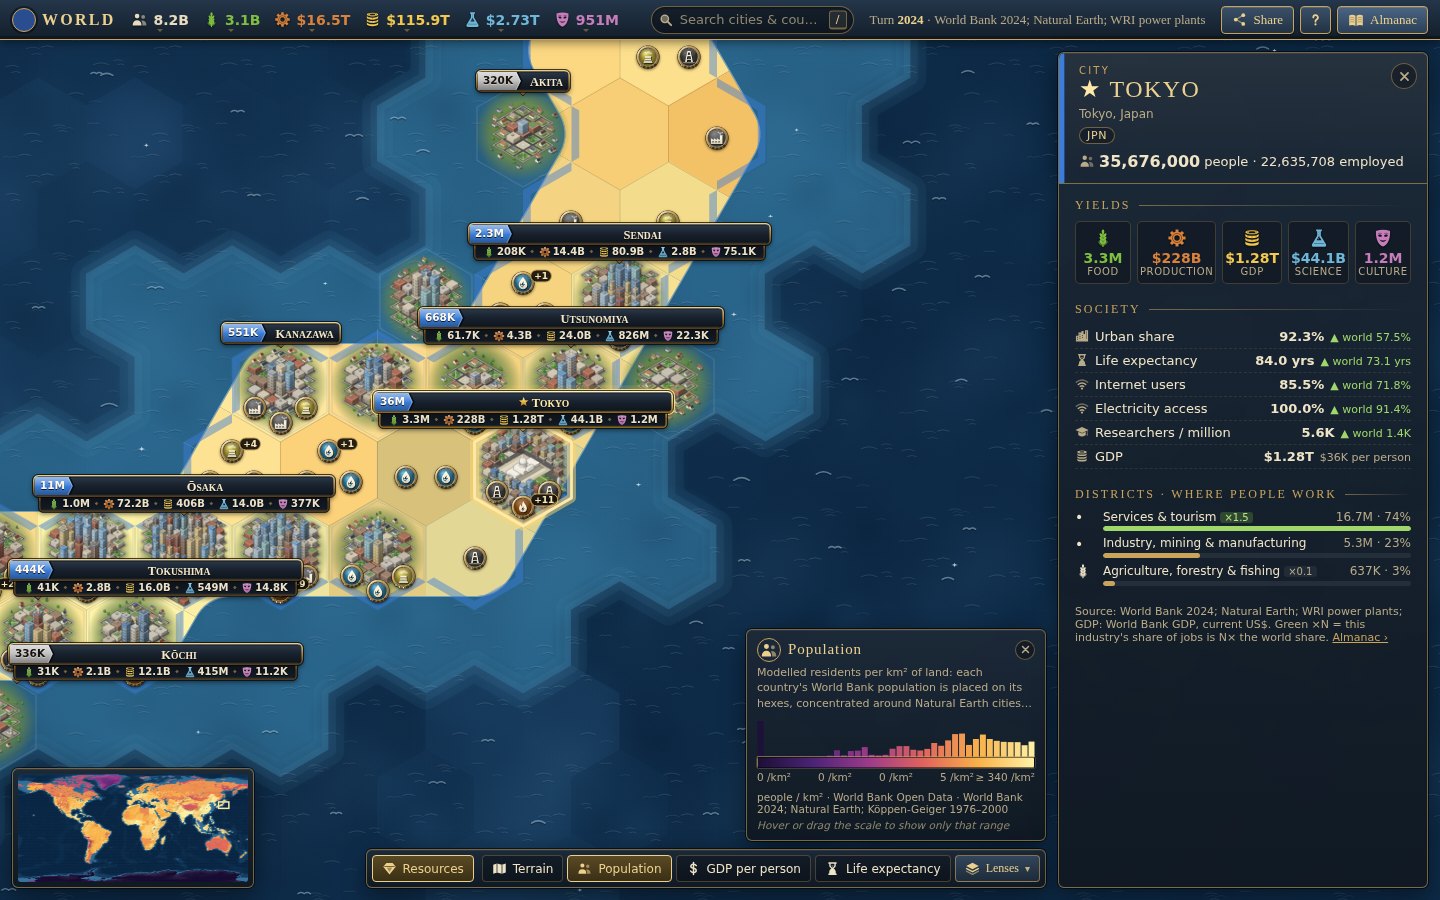 WORLD 8.2B 3.1B $16.5T $115.9T $2.73T 951M Search cities & cou... / Turn 2024 · World Bank 2024; Natural Earth; WRI power plants Share ? Almanac
320K AKITA
2.3M SENDAI
208K 14.4B 80.9B 2.8B 75.1K
+1
668K UTSUNOMIYA
61.7K 4.3B 24.0B 826M 22.3K
551K KANAZAWA
36M TOKYO
3.3M 228B 1.28T 44.1B 1.2M
+4 +1
11M ŌSAKA
1.0M 72.2B 406B 14.0B 377K
+11
444K TOKUSHIMA
41K 2.8B 16.0B 549M 14.8K
336K KŌCHI
31K 2.1B 12.1B 415M 11.2K
CITY
TOKYO
Tokyo, Japan
JPN
35,676,000 people · 22,635,708 employed
YIELDS
3.3M $228B $1.28T $44.1B 1.2M
FOOD PRODUCTION GDP SCIENCE CULTURE
SOCIETY
Urban share 92.3% ▲ world 57.5%
Life expectancy 84.0 yrs ▲ world 73.1 yrs
Internet users 85.5% ▲ world 71.8%
Electricity access 100.0% ▲ world 91.4%
Researchers / million 5.6K ▲ world 1.4K
GDP $1.28T $36K per person
DISTRICTS · WHERE PEOPLE WORK
• Services & tourism ×1.5 16.7M · 74%
• Industry, mining & manufacturing 5.3M · 23%
Agriculture, forestry & fishing ×0.1 637K · 3%
Source: World Bank 2024; Natural Earth; WRI power plants;
GDP: World Bank GDP, current US$. Green ×N = this
industry's share of jobs is N× the world share. Almanac ›
Population
Modelled residents per km² of land: each
country's World Bank population is placed on its
hexes, concentrated around Natural Earth cities...
0 /km² 0 /km² 0 /km² 5 /km² ≥ 340 /km²
people / km² · World Bank Open Data · World Bank
2024; Natural Earth; Köppen-Geiger 1976–2000
Hover or drag the scale to show only that range
Resources Terrain Population $ GDP per person Life expectancy Lenses ▾